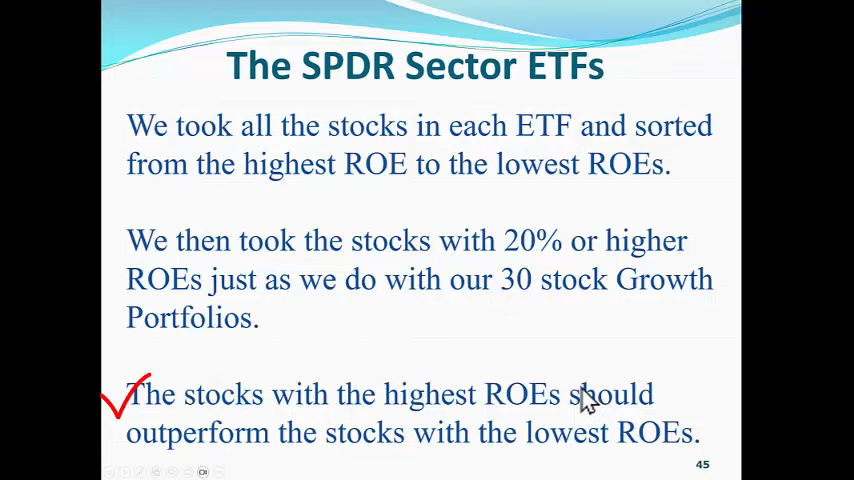 The SPDR Sector ETFs
We took all the stocks in each ETF and sorted
from the highest ROE to the lowest ROEs.
We then took the stocks with 20% or higher
ROEs just as we do with our 30 stock Growth
Portfolios.
The stocks with the highest ROEs should
outperform the stocks with the lowest ROEs.
45